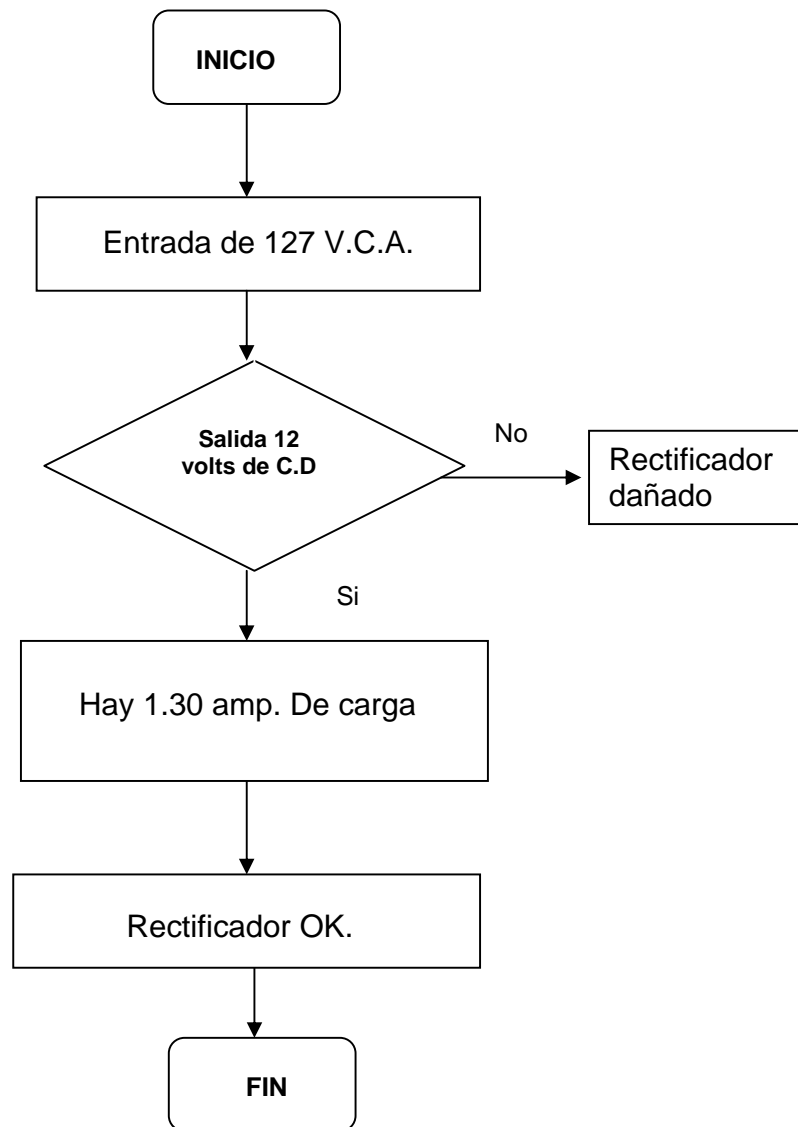 INICIO
Entrada de 127 V.C.A.
Salida 12
volts de C.D
No
Rectificador
dañado
Si
Hay 1.30 amp. De carga
Rectificador OK.
FIN